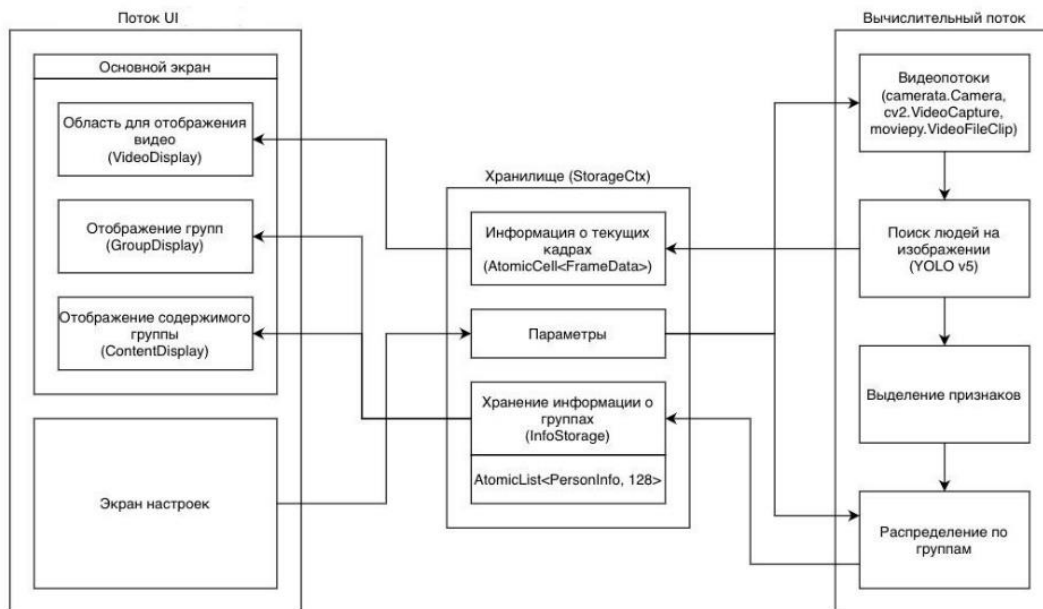 Поток UI
Основной экран
Область для отображения
видео
(VideoDisplay)
Отображение групп
(GroupDisplay)
Отображение содержимого
группы
(ContentDisplay)
Экран настроек
Хранилище (StorageCtx)
Информация о текущих
кадрах
(AtomicCell<FrameData>)
Параметры
Хранение информации о
группах
(InfoStorage)
AtomicList<PersonInfo, 128>
Вычислительный поток
Видеопотоки
(camerata.Camera,
cv2.VideoCapture,
moviepy.VideoFileClip)
Поиск людей на
изображении
(YOLO v5)
Выделение признаков
Распределение по
группам